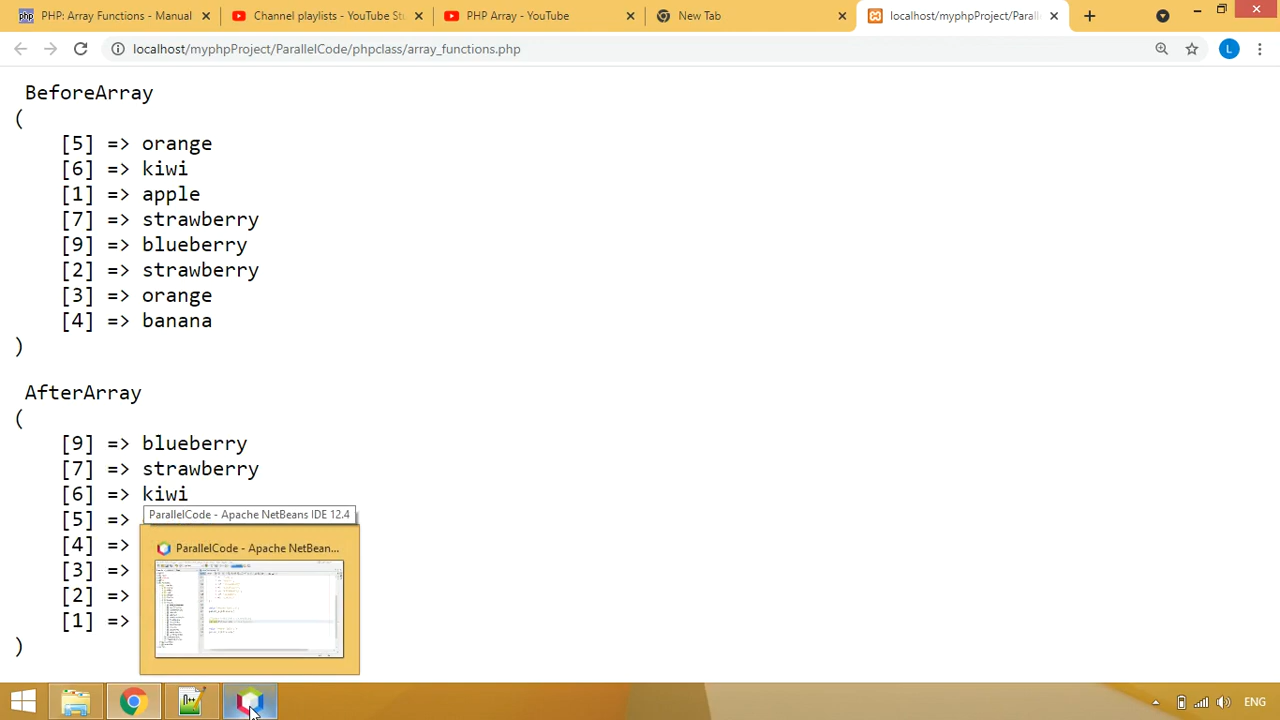 PHP: Array Functions - Manual
Channel playlists - YouTube St
PHP Array - YouTube
New Tab
localhost/myphpProject/Parall
L
localhost/myphpProject/ParallelCode/phpclass/array_functions.php
BeforeArray
(
[5] => orange
[6] => kiwi
[1] => apple
[7] => strawberry
[9] => blueberry
[2] => strawberry
[3] => orange
[4] => banana
)
AfterArray
(
[9] => blueberry
[7] => strawberry
[6] => kiwi
[5] =>
[4] =>
[3] =>
[2] =>
[1] =>
)
ParallelCode - Apache NetBeans IDE 12.4
ParallelCode - Apache NetBean...
ENG